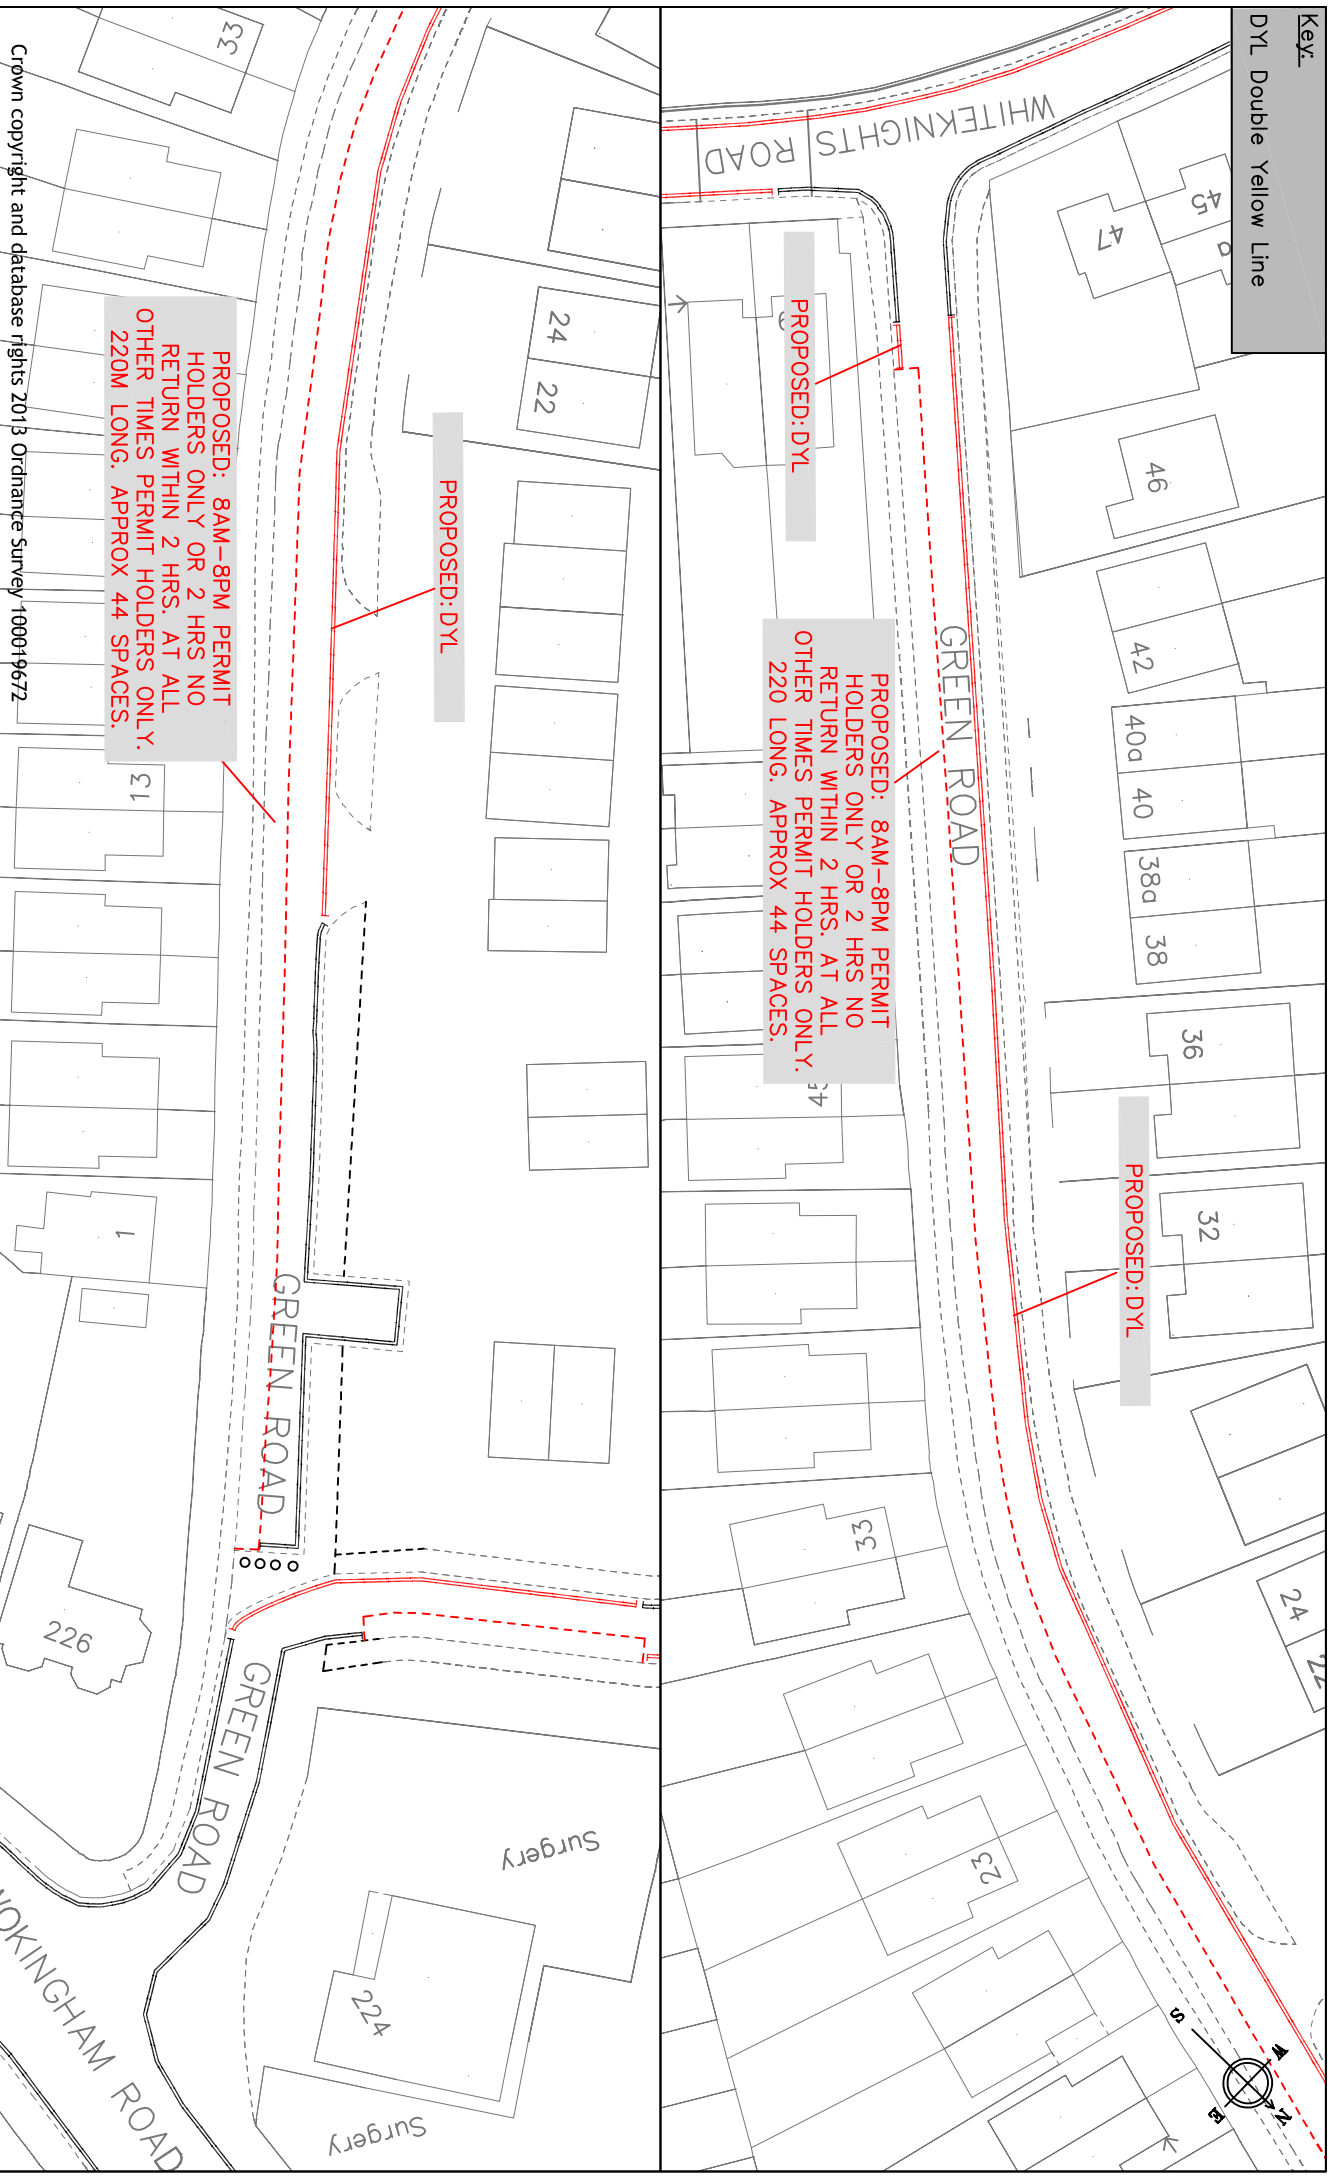 Key:
DYL Double Yellow Line
WHITEKNIGHTS
ROAD
45
47
46
42
40a
40
38a
38
36
32
24
PROPOSED: DYL
GREEN ROAD
PROPOSED: 8AM-8PM PERMIT
HOLDERS ONLY OR 2 HRS NO
RETURN WITHIN 2 HRS. AT ALL
OTHER TIMES PERMIT HOLDERS ONLY.
220 LONG. APPROX 44 SPACES.
PROPOSED: DYL
33
23
N
E
S
W
24
22
PROPOSED: DYL
33
PROPOSED: 8AM-8PM PERMIT
HOLDERS ONLY OR 2 HRS NO
RETURN WITHIN 2 HRS. AT ALL
OTHER TIMES PERMIT HOLDERS ONLY.
220M LONG. APPROX 44 SPACES.
13
1
GREEN ROAD
226
GREEN ROAD
Surgery
224
Surgery
WOKINGHAM ROAD
Crown copyright and database rights 2013 Ordnance Survey 100019672